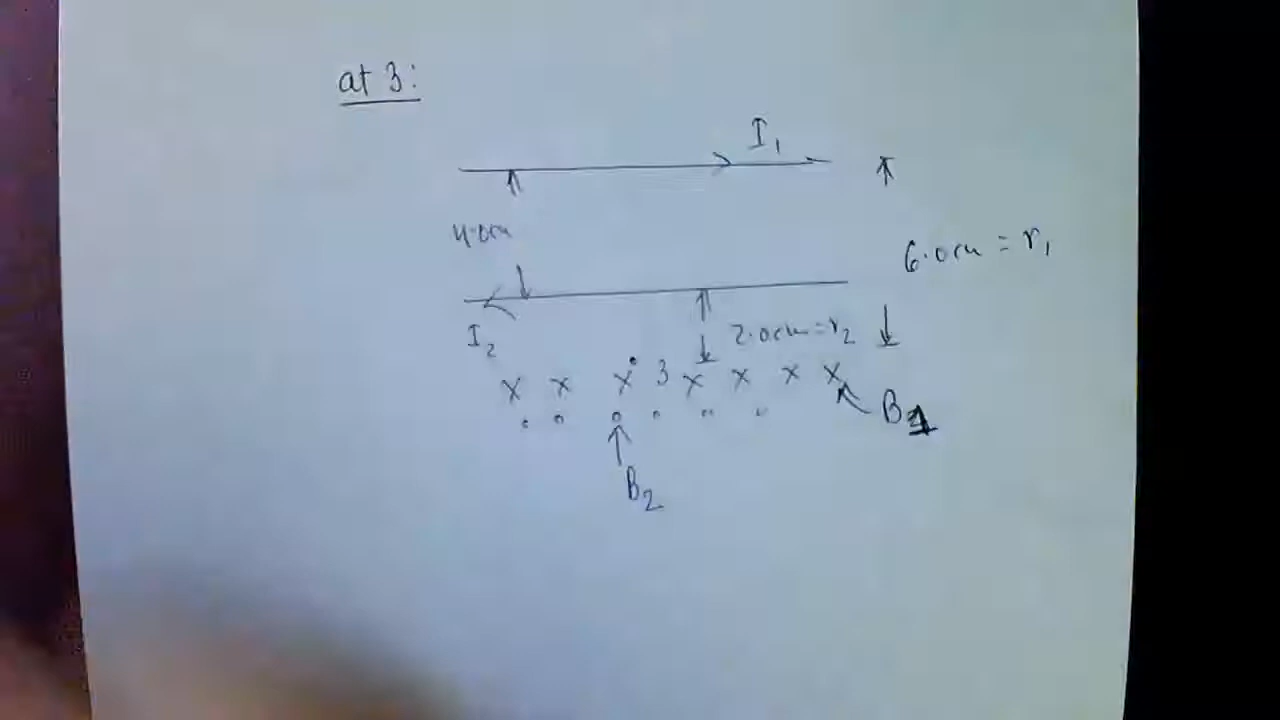 at 3:
I₁
4.0cm
6.0cm = r₁
I₂
2.0cm = r₂
x x x 3 x x x x
B₁
B₂